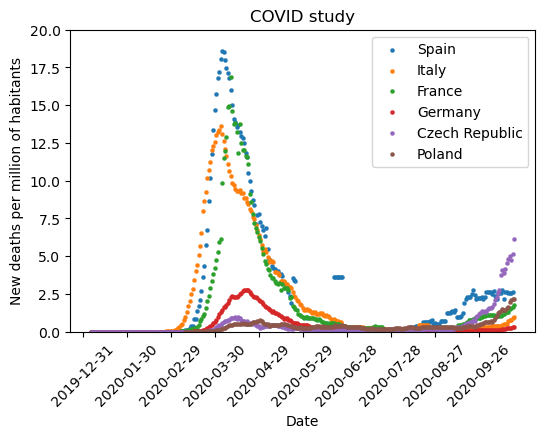 COVID study
New deaths per million of habitants
20.0
17.5
15.0
12.5
10.0
7.5
5.0
2.5
0.0
Spain
Italy
France
Germany
Czech Republic
Poland
2019-12-31
2020-01-30
2020-02-29
2020-03-30
2020-04-29
2020-05-29
2020-06-28
2020-07-28
2020-08-27
2020-09-26
Date